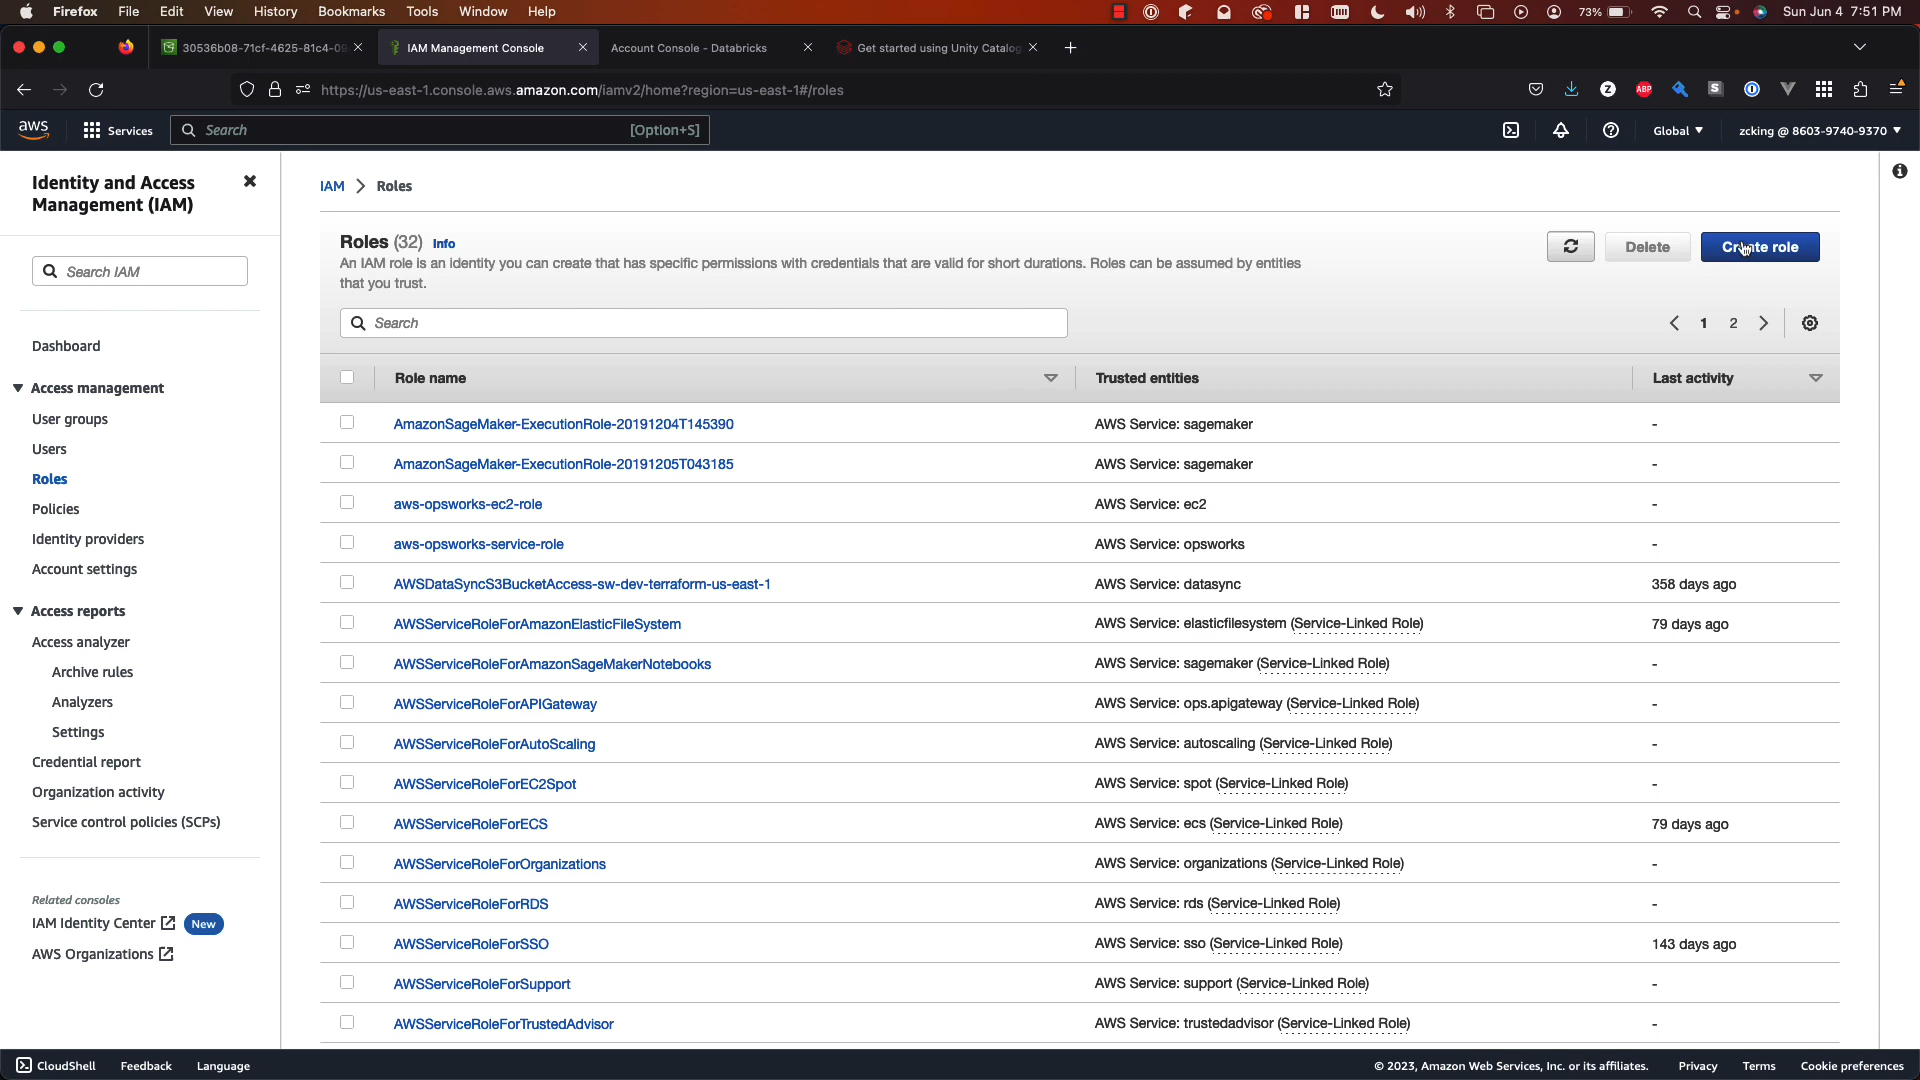 Firefox File Edit View History Bookmarks Tools Window Help 73% Sun Jun 4 7:51 PM
30536b08-71cf-4625-81c4-09 IAM Management Console Account Console - Databricks Get started using Unity Catalog
https://us-east-1.console.aws.amazon.com/iamv2/home?region=us-east-1#/roles
aws Services Search [Option+S] Global zcking @ 8603-9740-9370
Identity and Access
Management (IAM)
Search IAM
Dashboard
Access management
User groups
Users
Roles
Policies
Identity providers
Account settings
Access reports
Access analyzer
Archive rules
Analyzers
Settings
Credential report
Organization activity
Service control policies (SCPs)
Related consoles
IAM Identity Center New
AWS Organizations
IAM > Roles
Roles (32) Info
An IAM role is an identity you can create that has specific permissions with credentials that are valid for short durations. Roles can be assumed by entities
that you trust.
Delete Create role
Search
1 2
Role name Trusted entities Last activity
AmazonSageMaker-ExecutionRole-20191204T145390 AWS Service: sagemaker -
AmazonSageMaker-ExecutionRole-20191205T043185 AWS Service: sagemaker -
aws-opsworks-ec2-role AWS Service: ec2 -
aws-opsworks-service-role AWS Service: opsworks -
AWSDataSyncS3BucketAccess-sw-dev-terraform-us-east-1 AWS Service: datasync 358 days ago
AWSServiceRoleForAmazonElasticFileSystem AWS Service: elasticfilesystem (Service-Linked Role) 79 days ago
AWSServiceRoleForAmazonSageMakerNotebooks AWS Service: sagemaker (Service-Linked Role) -
AWSServiceRoleForAPIGateway AWS Service: ops.apigateway (Service-Linked Role) -
AWSServiceRoleForAutoScaling AWS Service: autoscaling (Service-Linked Role) -
AWSServiceRoleForEC2Spot AWS Service: spot (Service-Linked Role) -
AWSServiceRoleForECS AWS Service: ecs (Service-Linked Role) 79 days ago
AWSServiceRoleForOrganizations AWS Service: organizations (Service-Linked Role) -
AWSServiceRoleForRDS AWS Service: rds (Service-Linked Role) -
AWSServiceRoleForSSO AWS Service: sso (Service-Linked Role) 143 days ago
AWSServiceRoleForSupport AWS Service: support (Service-Linked Role) -
AWSServiceRoleForTrustedAdvisor AWS Service: trustedadvisor (Service-Linked Role) -
CloudShell Feedback Language © 2023, Amazon Web Services, Inc. or its affiliates. Privacy Terms Cookie preferences